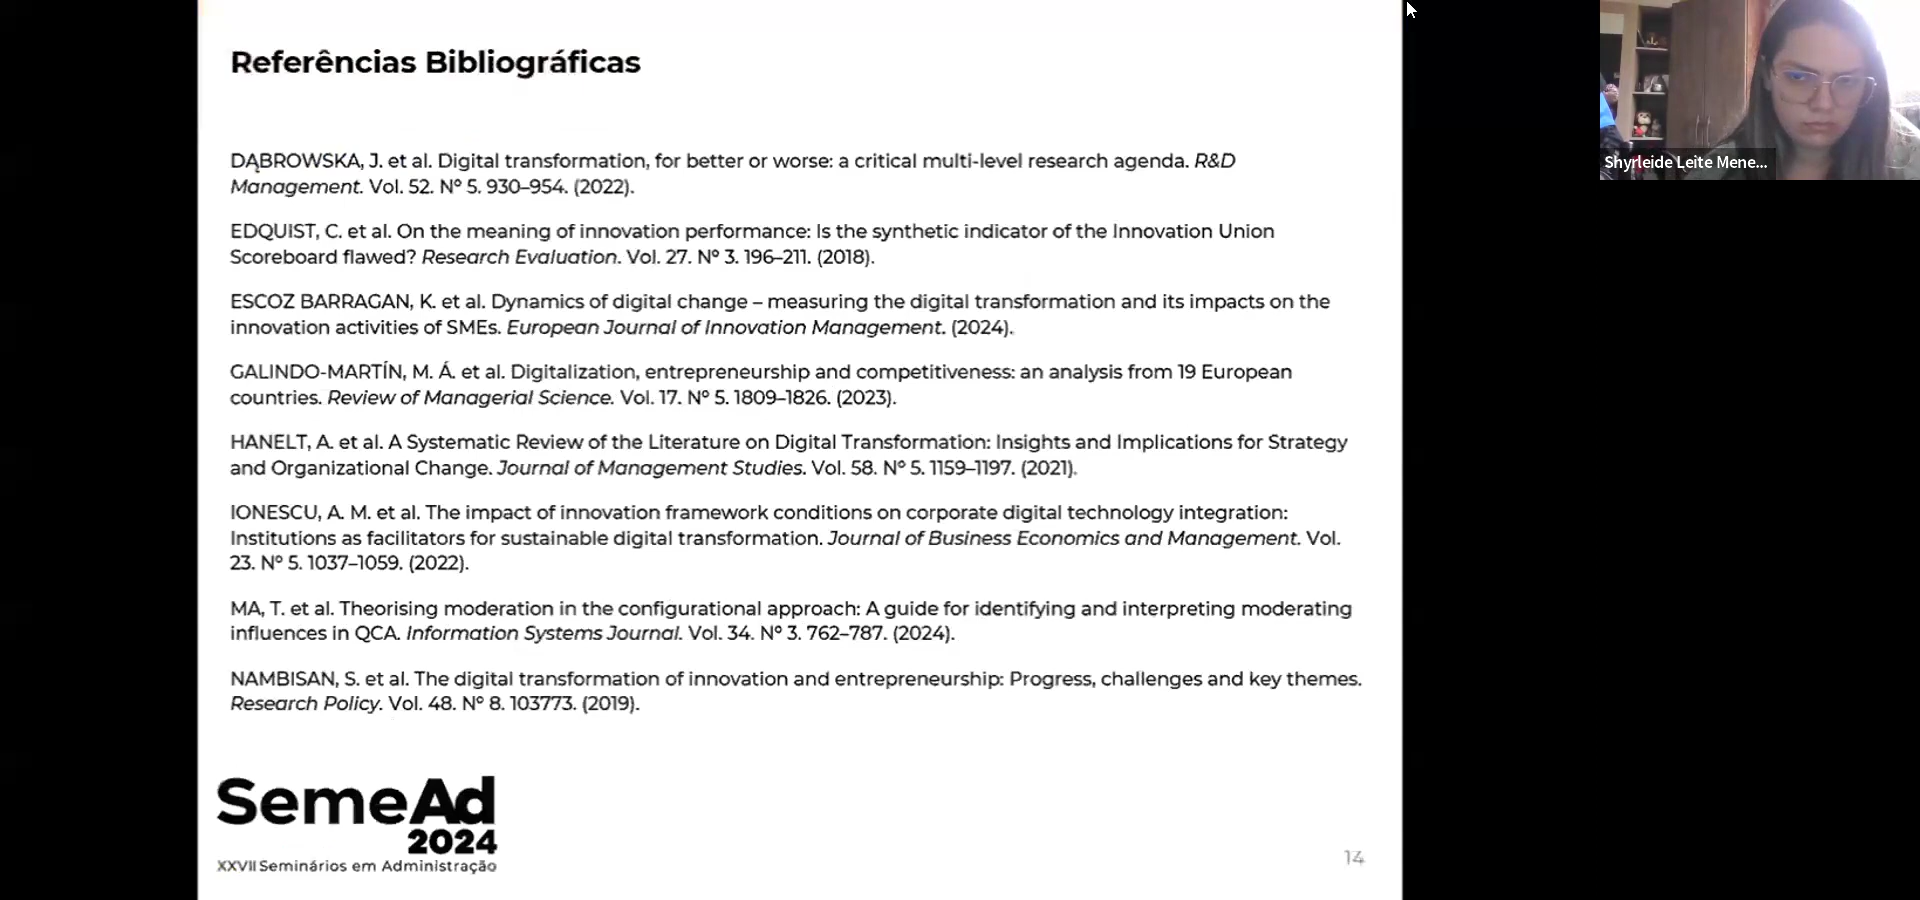 Referências Bibliográficas
DĄBROWSKA, J. et al. Digital transformation, for better or worse: a critical multi-level research agenda. R&D
Management. Vol. 52. Nº 5. 930–954. (2022).
EDQUIST, C. et al. On the meaning of innovation performance: Is the synthetic indicator of the Innovation Union
Scoreboard flawed? Research Evaluation. Vol. 27. Nº 3. 196–211. (2018).
ESCOZ BARRAGAN, K. et al. Dynamics of digital change – measuring the digital transformation and its impacts on the
innovation activities of SMEs. European Journal of Innovation Management. (2024).
GALINDO-MARTÍN, M. Á. et al. Digitalization, entrepreneurship and competitiveness: an analysis from 19 European
countries. Review of Managerial Science. Vol. 17. Nº 5. 1809–1826. (2023).
HANELT, A. et al. A Systematic Review of the Literature on Digital Transformation: Insights and Implications for Strategy
and Organizational Change. Journal of Management Studies. Vol. 58. Nº 5. 1159–1197. (2021).
IONESCU, A. M. et al. The impact of innovation framework conditions on corporate digital technology integration:
Institutions as facilitators for sustainable digital transformation. Journal of Business Economics and Management. Vol.
23. Nº 5. 1037–1059. (2022).
MA, T. et al. Theorising moderation in the configurational approach: A guide for identifying and interpreting moderating
influences in QCA. Information Systems Journal. Vol. 34. Nº 3. 762–787. (2024).
NAMBISAN, S. et al. The digital transformation of innovation and entrepreneurship: Progress, challenges and key themes.
Research Policy. Vol. 48. Nº 8. 103773. (2019).
SemeAd
2024
XXVII Seminários em Administração
14
Shyrleide Leite Mene...